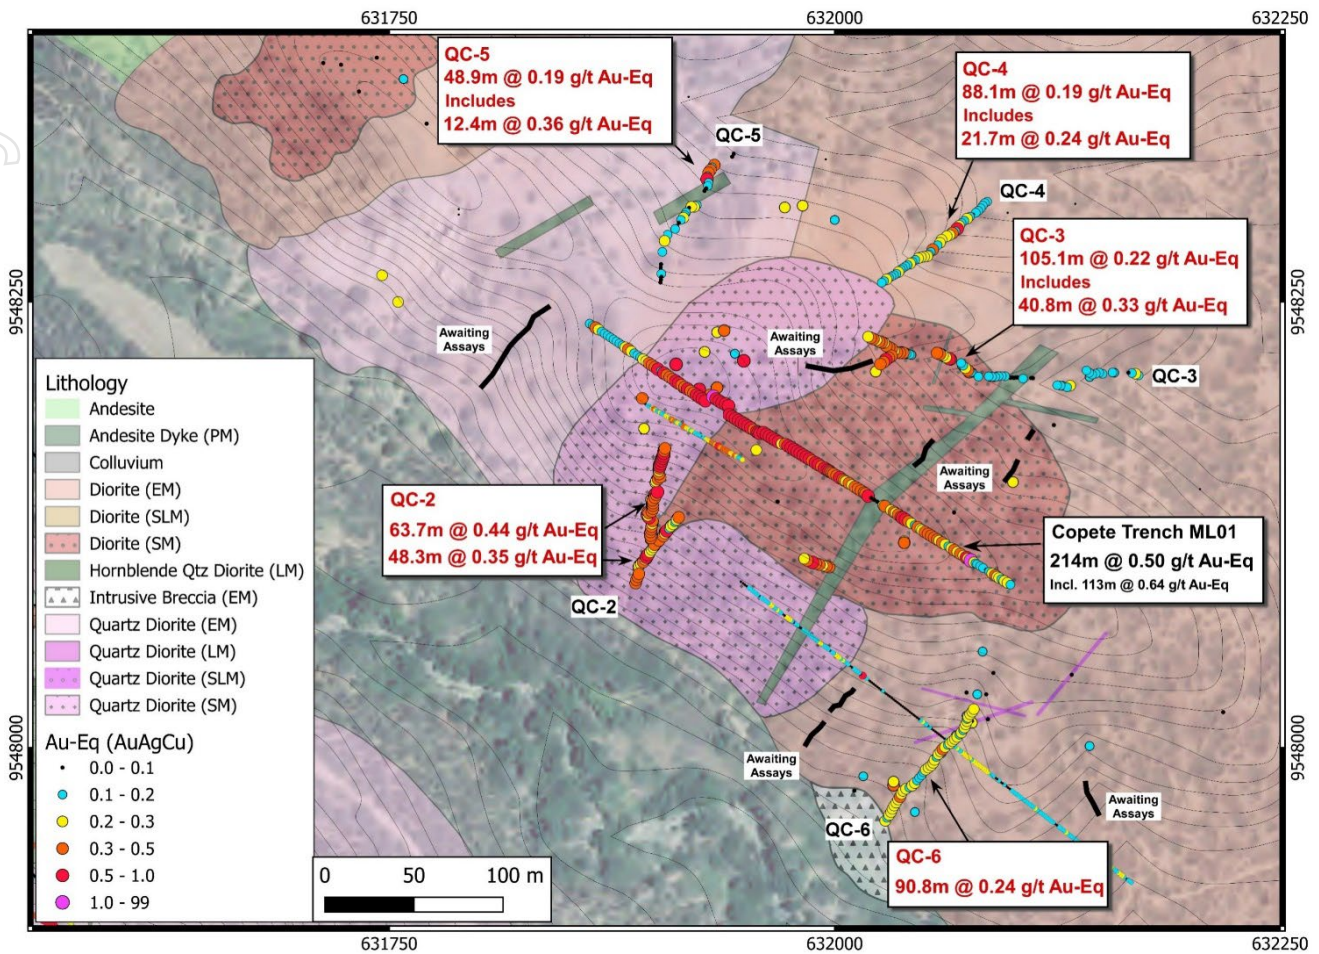 631750
632000
632250
QC-5
48.9m @ 0.19 g/t Au-Eq
Includes
12.4m @ 0.36 g/t Au-Eq
QC-4
88.1m @ 0.19 g/t Au-Eq
Includes
21.7m @ 0.24 g/t Au-Eq
QC-5
QC-4
QC-3
105.1m @ 0.22 g/t Au-Eq
Includes
40.8m @ 0.33 g/t Au-Eq
9548250
9548250
Awaiting
Assays
Awaiting
Assays
QC-3
Lithology
Andesite
Andesite Dyke (PM)
Colluvium
Diorite (EM)
Diorite (SLM)
Diorite (SM)
Hornblende Qtz Diorite (LM)
Intrusive Breccia (EM)
Quartz Diorite (EM)
Quartz Diorite (LM)
Quartz Diorite (SLM)
Quartz Diorite (SM)
Au-Eq (AuAgCu)
0.0 - 0.1
0.1 - 0.2
0.2 - 0.3
0.3 - 0.5
0.5 - 1.0
1.0 - 99
Awaiting
Assays
QC-2
63.7m @ 0.44 g/t Au-Eq
48.3m @ 0.35 g/t Au-Eq
QC-2
Copete Trench ML01
214m @ 0.50 g/t Au-Eq
Incl. 113m @ 0.64 g/t Au-Eq
9548000
9548000
Awaiting
Assays
Awaiting
Assays
QC-6
QC-6
90.8m @ 0.24 g/t Au-Eq
0 50 100 m
631750
632000
632250